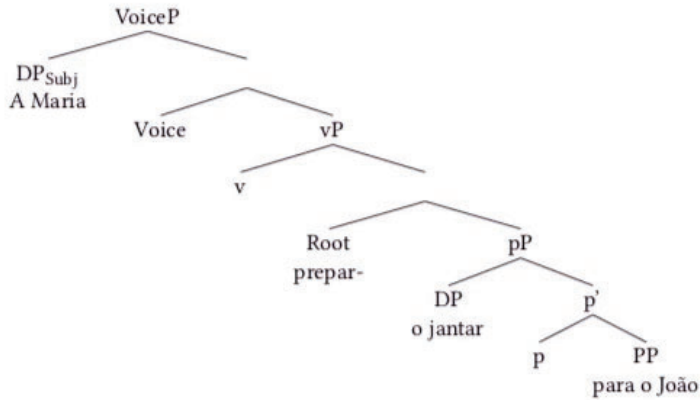 VoiceP
DPSubj
A Maria
Voice vP
v
Root pP
prepar-
DP p'
o jantar
p PP
para o João